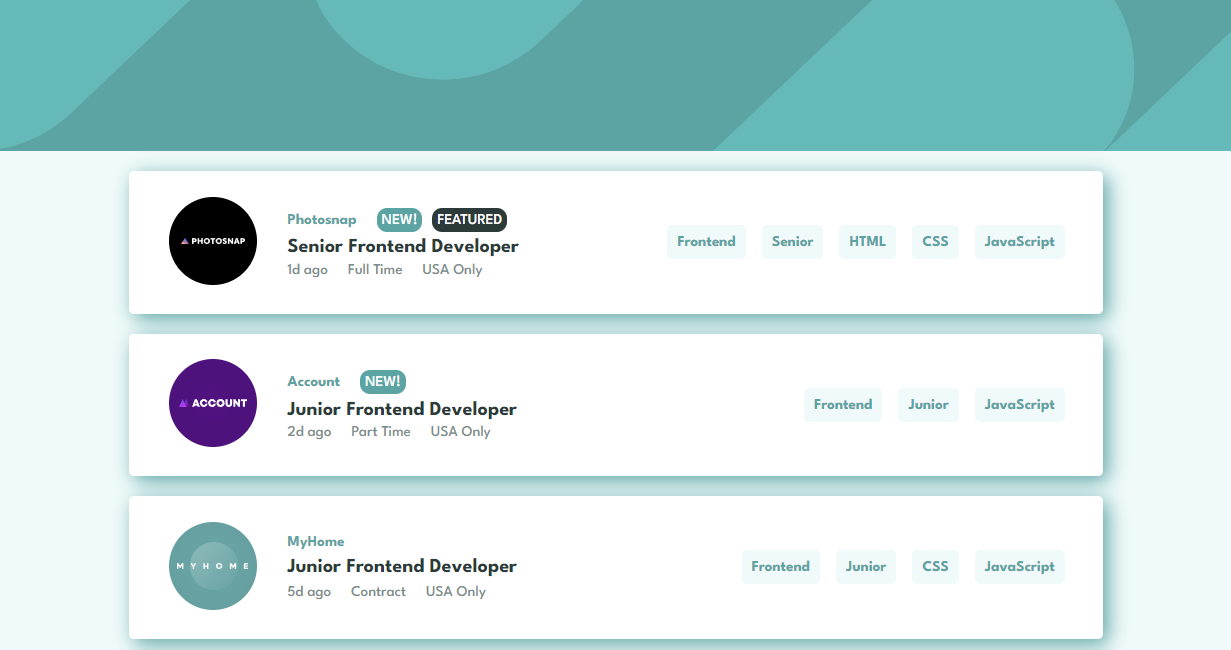 PHOTOSNAP
Photosnap NEW! FEATURED
Senior Frontend Developer
1d ago Full Time USA Only
Frontend Senior HTML CSS JavaScript
ACCOUNT
Account NEW!
Junior Frontend Developer
2d ago Part Time USA Only
Frontend Junior JavaScript
MYHOME
MyHome
Junior Frontend Developer
5d ago Contract USA Only
Frontend Junior CSS JavaScript